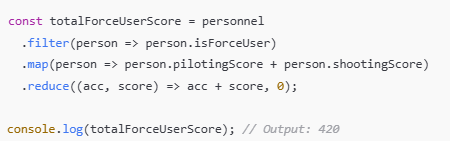 const totalForceUserScore = personnel
  .filter(person => person.isForceUser)
  .map(person => person.pilotingScore + person.shootingScore)
  .reduce((acc, score) => acc + score, 0);

console.log(totalForceUserScore); // Output: 420